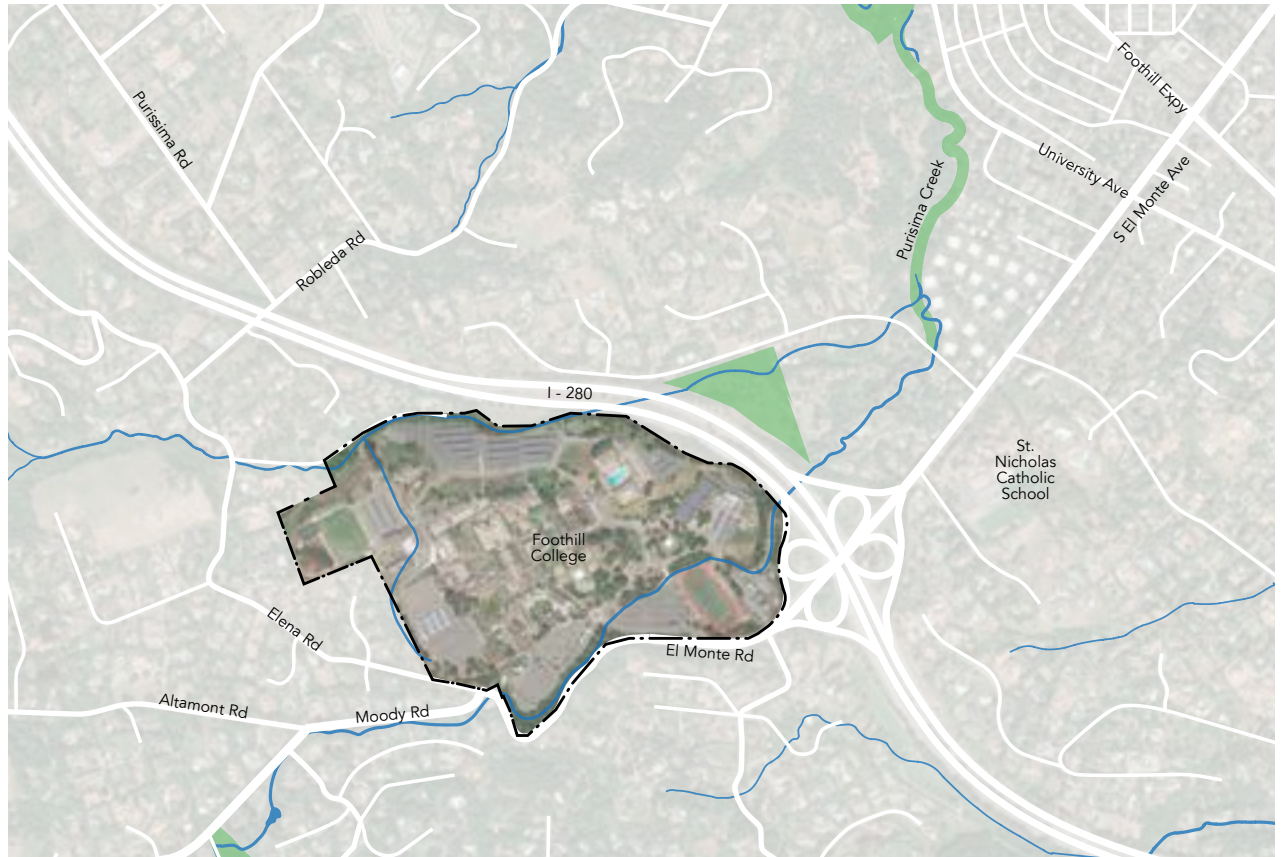 Foothill Expy
Purissima Rd
University Ave
S El Monte Ave
Purisima Creek
Robleda Rd
I - 280
St.
Nicholas
Catholic
School
Foothill
College
Elena Rd
El Monte Rd
Altamont Rd
Moody Rd